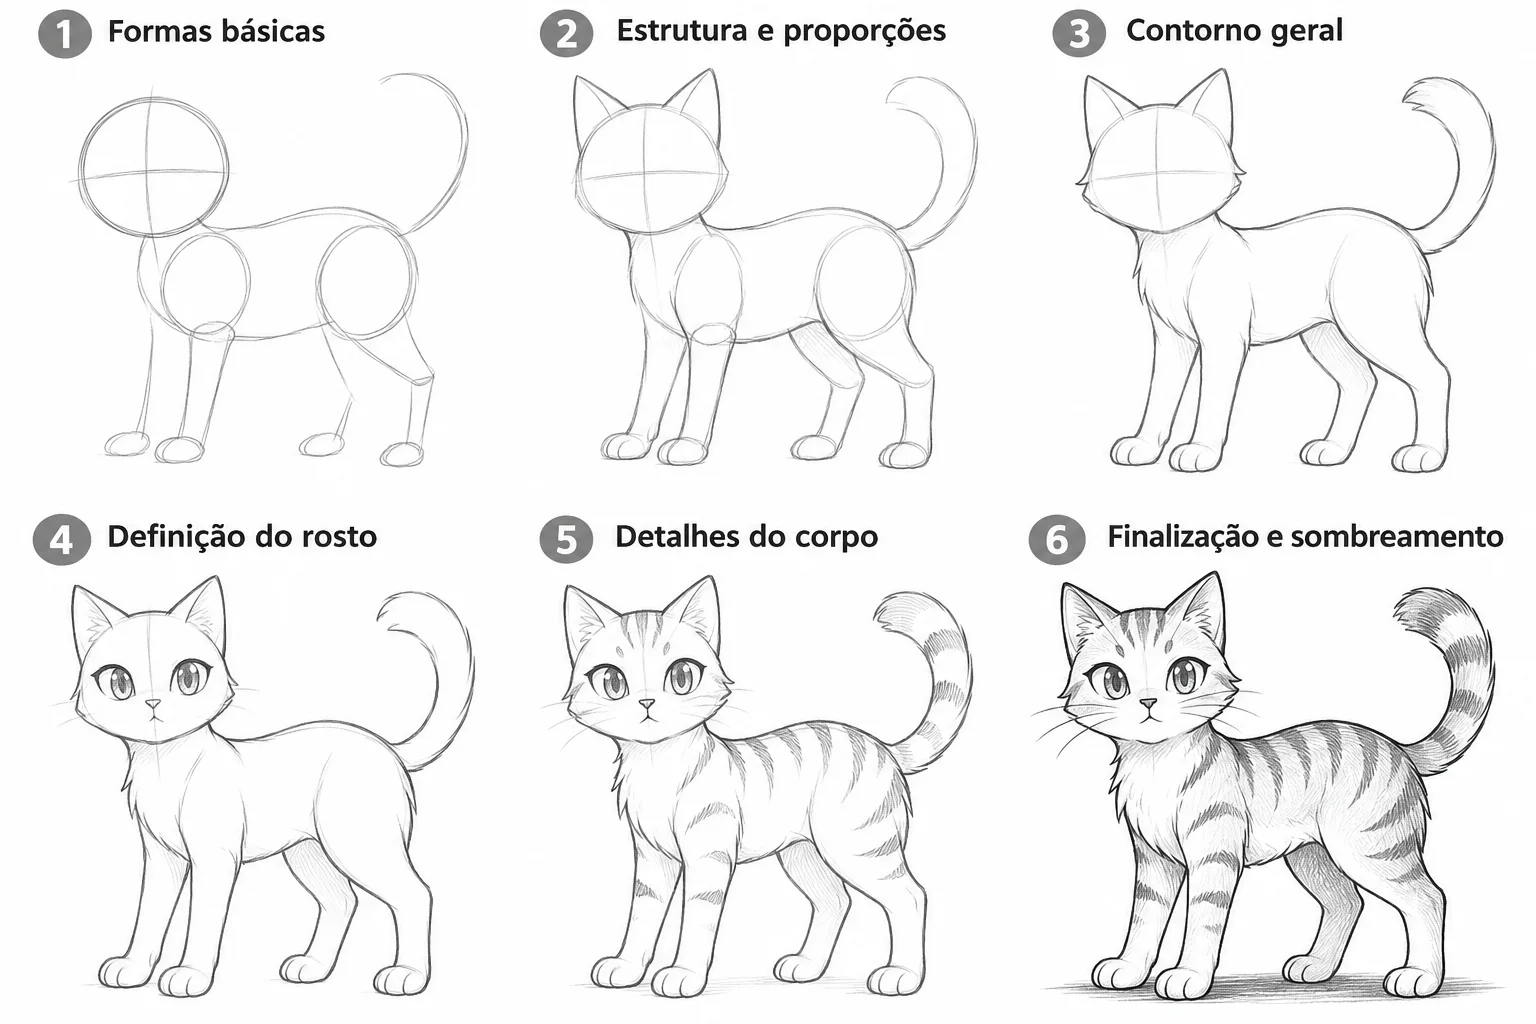 1 Formas básicas
2 Estrutura e proporções
3 Contorno geral
4 Definição do rosto
5 Detalhes do corpo
6 Finalização e sombreamento